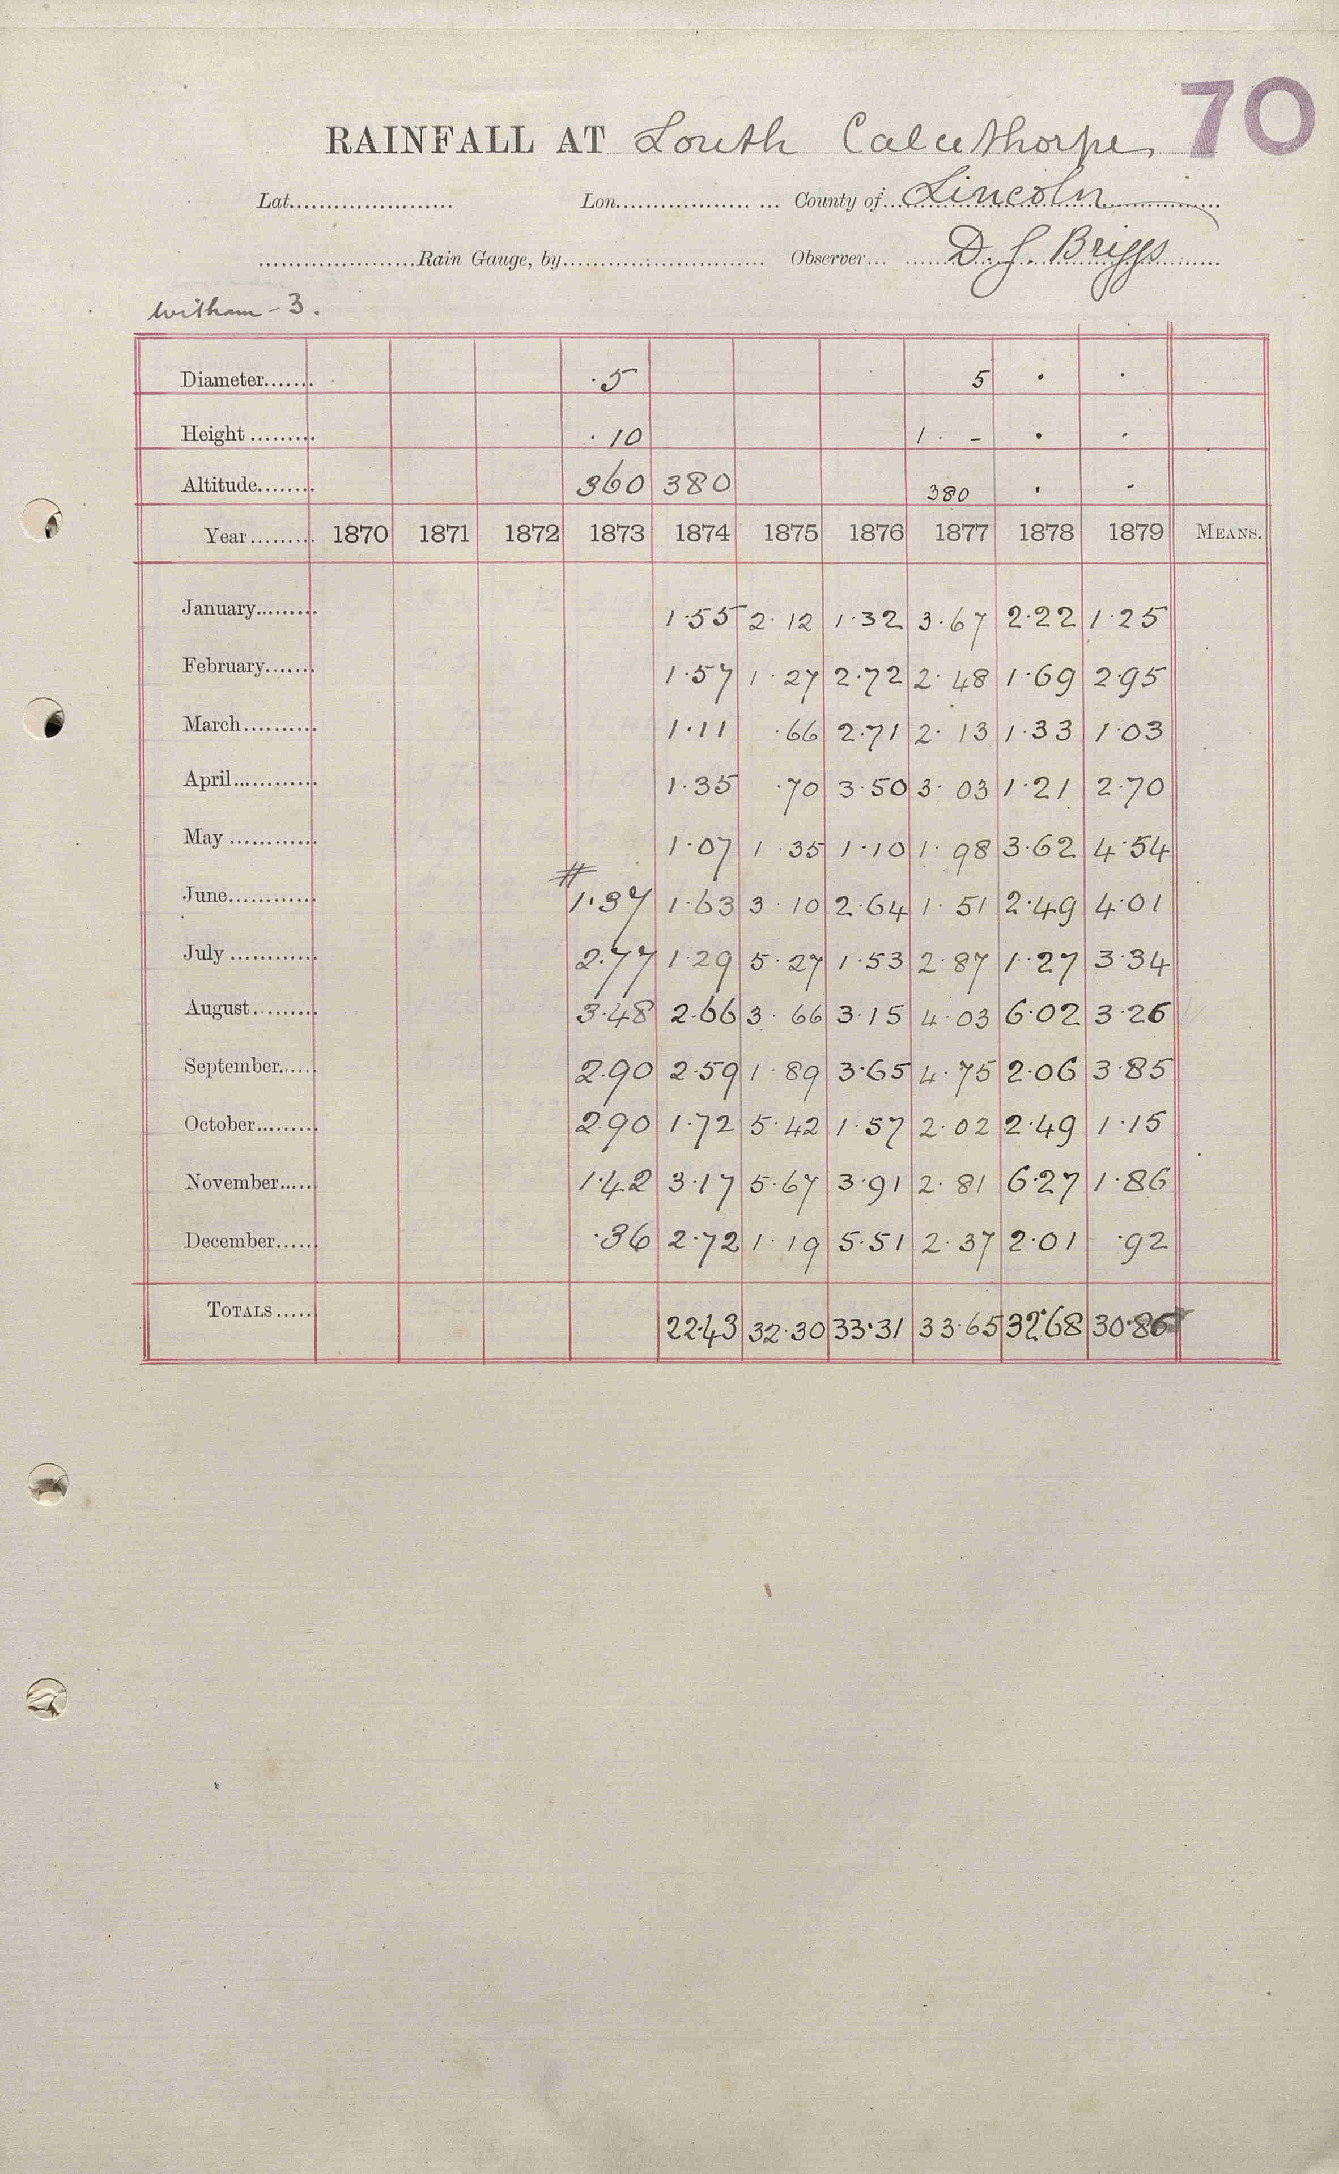 70
RAINFALL AT Louth Calcethorpe
Lat. Lon. County of Lincoln
Rain Gauge, by Observer D. J. Briggs
Witham - 3.
Diameter ·5 5 · ·
Height · 10 1 · - · ·
Altitude 360 380 380 · ·
Year 1870 1871 1872 1873 1874 1875 1876 1877 1878 1879 MEANS.
January 1·55 2·12 1·32 3·67 2·22 1·25
February 1·57 1·27 2·72 2·48 1·69 2·95
March 1·11 ·66 2·71 2·13 1·33 1·03
April 1·35 ·70 3·50 3·03 1·21 2·70
May 1·07 1·35 1·10 1·98 3·62 4·54
June # 1·37 1·63 3·10 2·64 1·51 2·49 4·01
July 2·77 1·29 5·27 1·53 2·87 1·27 3·34
August 3·48 2·66 3·66 3·15 4·03 6·02 3·26
September 2·90 2·59 1·89 3·65 4·75 2·06 3·85
October 2·90 1·72 5·42 1·57 2·02 2·49 1·15
November 1·42 3·17 5·67 3·91 2·81 6·27 1·86
December ·36 2·72 1·19 5·51 2·37 2·01 ·92
TOTALS 22·43 32·30 33·31 33·65 32·68 30·86